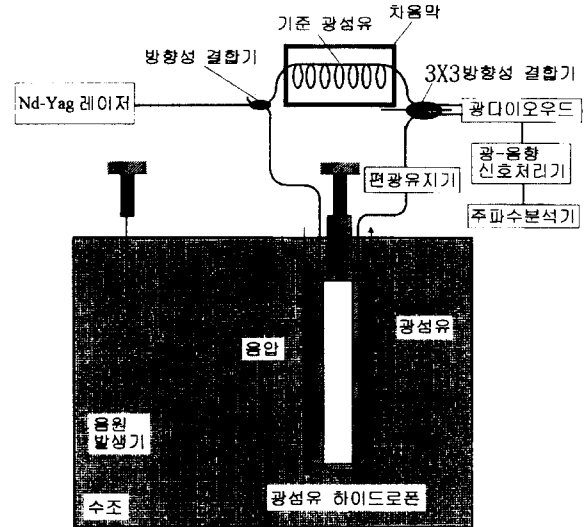 차음막
기준 광섬유
방향성 결합기
3X3방향성 결합기
Nd-Yag 레이저
광다이오우드
광-음향
신호처리기
편광유지기
주파수분석기
광섬유
음압
음원
발생기
광섬유 하이드로폰
수조